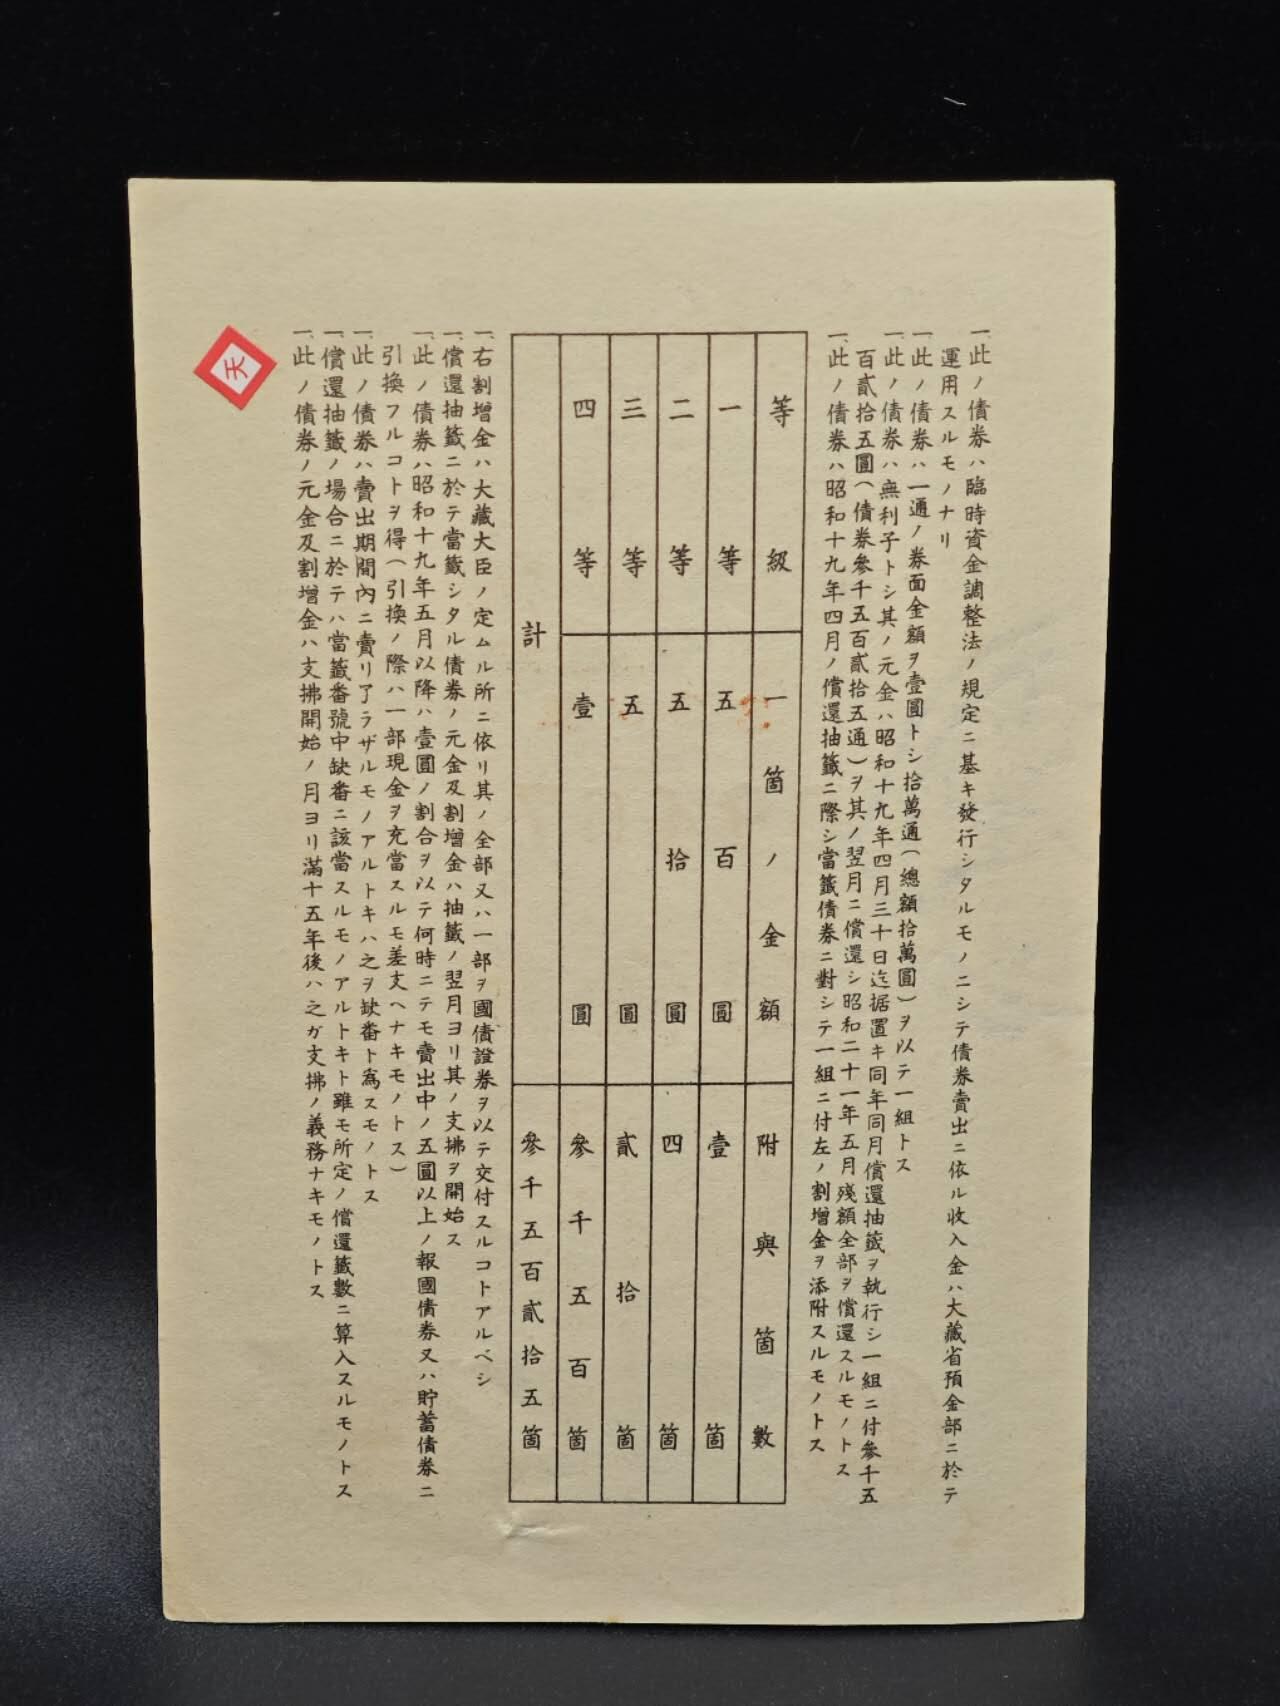 一、此ノ債券ハ臨時資金調整法ノ規定ニ基キ發行シタルモノニシテ債券賣出ニ依ル收入金ハ大藏省預金部ニ於テ
運用スルモノナリ
一、此ノ債券ハ一通ノ券面金額ヲ壹圓トシ拾萬通(總額拾萬圓)ヲ以テ一組トス
一、此ノ債券ハ無利子トシ其ノ元金ハ昭和十九年四月三十日迄据置キ同年同月償還抽籤ヲ執行シ一組ニ付參千五
百貳拾五圓(債券參千五百貳拾五通)ヲ其ノ翌月ニ償還シ昭和二十一年五月殘額全部ヲ償還スルモノトス
一、此ノ債券ハ昭和十九年四月ノ償還抽籤ニ際シ當籤債券ニ對シテ一組ニ付左ノ割增金ヲ添附スルモノトス
等級 一箇ノ金額 附與箇數
一等 五百圓 壹箇
二等 五拾圓 四箇
三等 五圓 貳拾箇
四等 壹圓 參千五百箇
計 參千五百貳拾五箇
一、右割增金ハ大藏大臣ノ定ムル所ニ依リ其ノ全部又ハ一部ヲ國債證券ヲ以テ交付スルコトアルベシ
一、償還抽籤ニ於テ當籤シタル債券ノ元金及割增金ハ抽籤ノ翌月ヨリ其ノ支拂ヲ開始ス
一、此ノ債券ハ昭和十九年五月以降ハ壹圓ノ割合ヲ以テ何時ニテモ賣出中ノ五圓以上ノ報國債券又ハ貯蓄債券ニ
引換フルコトヲ得(引換ノ際ハ一部現金ヲ充當スルモ差支ヘナキモノトス)
一、此ノ債券ハ賣出期間內ニ賣リ了ラザルモノアルトキハ之ヲ缺番ト爲スモノトス
一、償還抽籤ノ場合ニ於テハ當籤番號中缺番ニ該當スルモノアルトキト雖モ所定ノ償還籤數ニ算入スルモノトス
一、此ノ債券ノ元金及割增金ハ支拂開始ノ月ヨリ滿十五年後ハ之ガ支拂ノ義務ナキモノトス
天